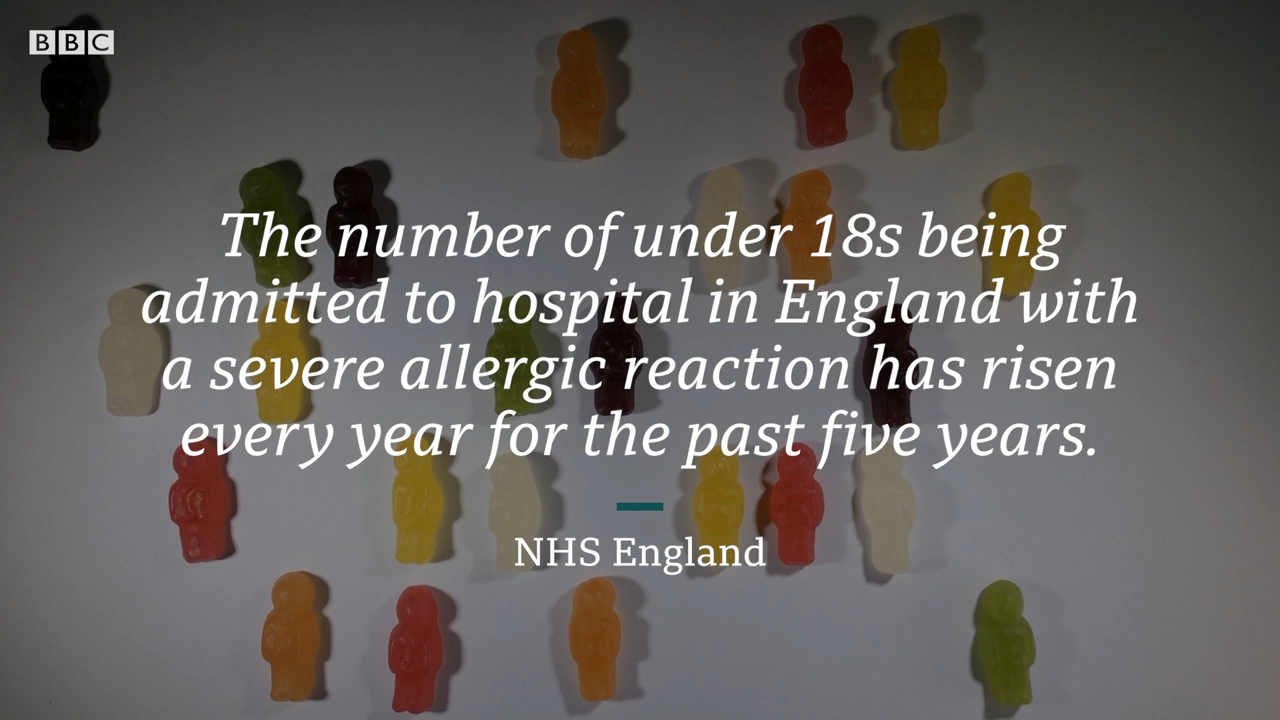 BBC
The number of under 18s being
admitted to hospital in England with
a severe allergic reaction has risen
every year for the past five years.
NHS England